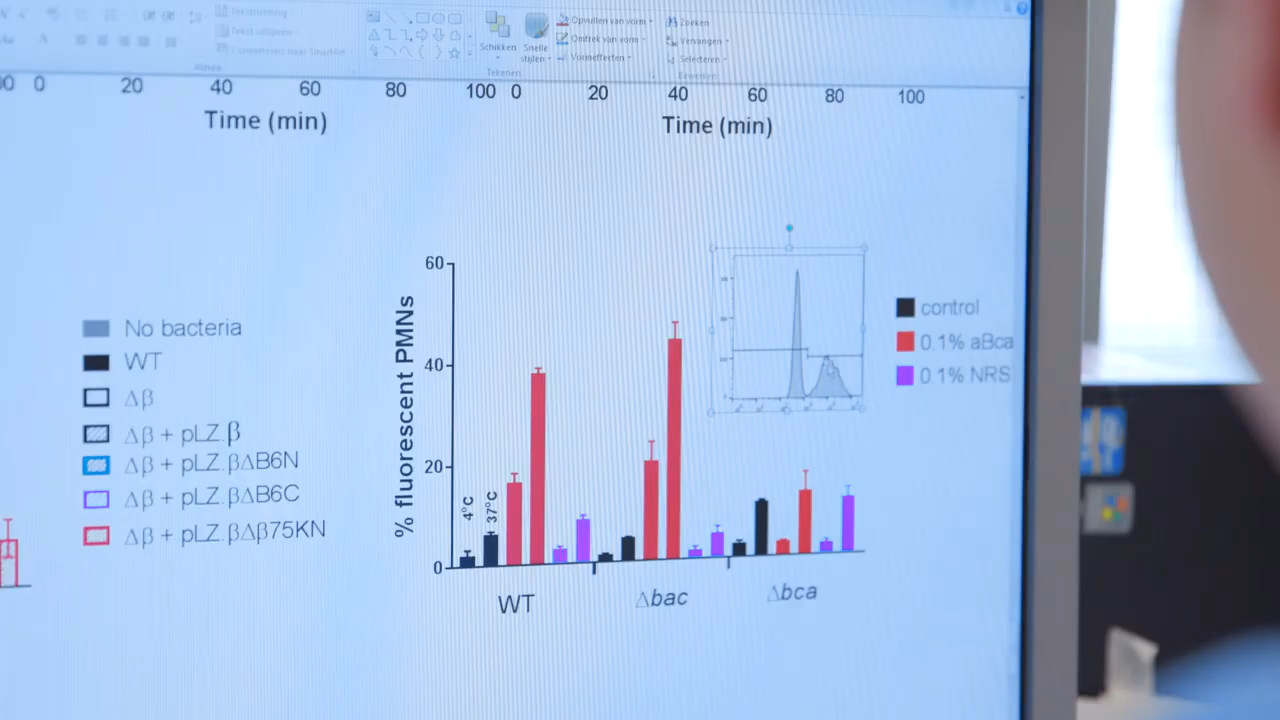 Opvullen van vorm
Zoeken
Omtrek van vorm
Vervangen
Schikken
Snelle
stijlen
Vormeffecten
Selecteren
Tekenen
Bewerken
0 20 40 60 80 100
0 20 40 60 80 100
Time (min)
Time (min)
60
40
20
0
% fluorescent PMNs
4°C
37°C
WT
Δbac
Δbca
control
0.1% aBca
0.1% NRS
No bacteria
WT
Δβ
Δβ + pLZ.β
Δβ + pLZ.βΔB6N
Δβ + pLZ.βΔB6C
Δβ + pLZ.βΔβ75KN